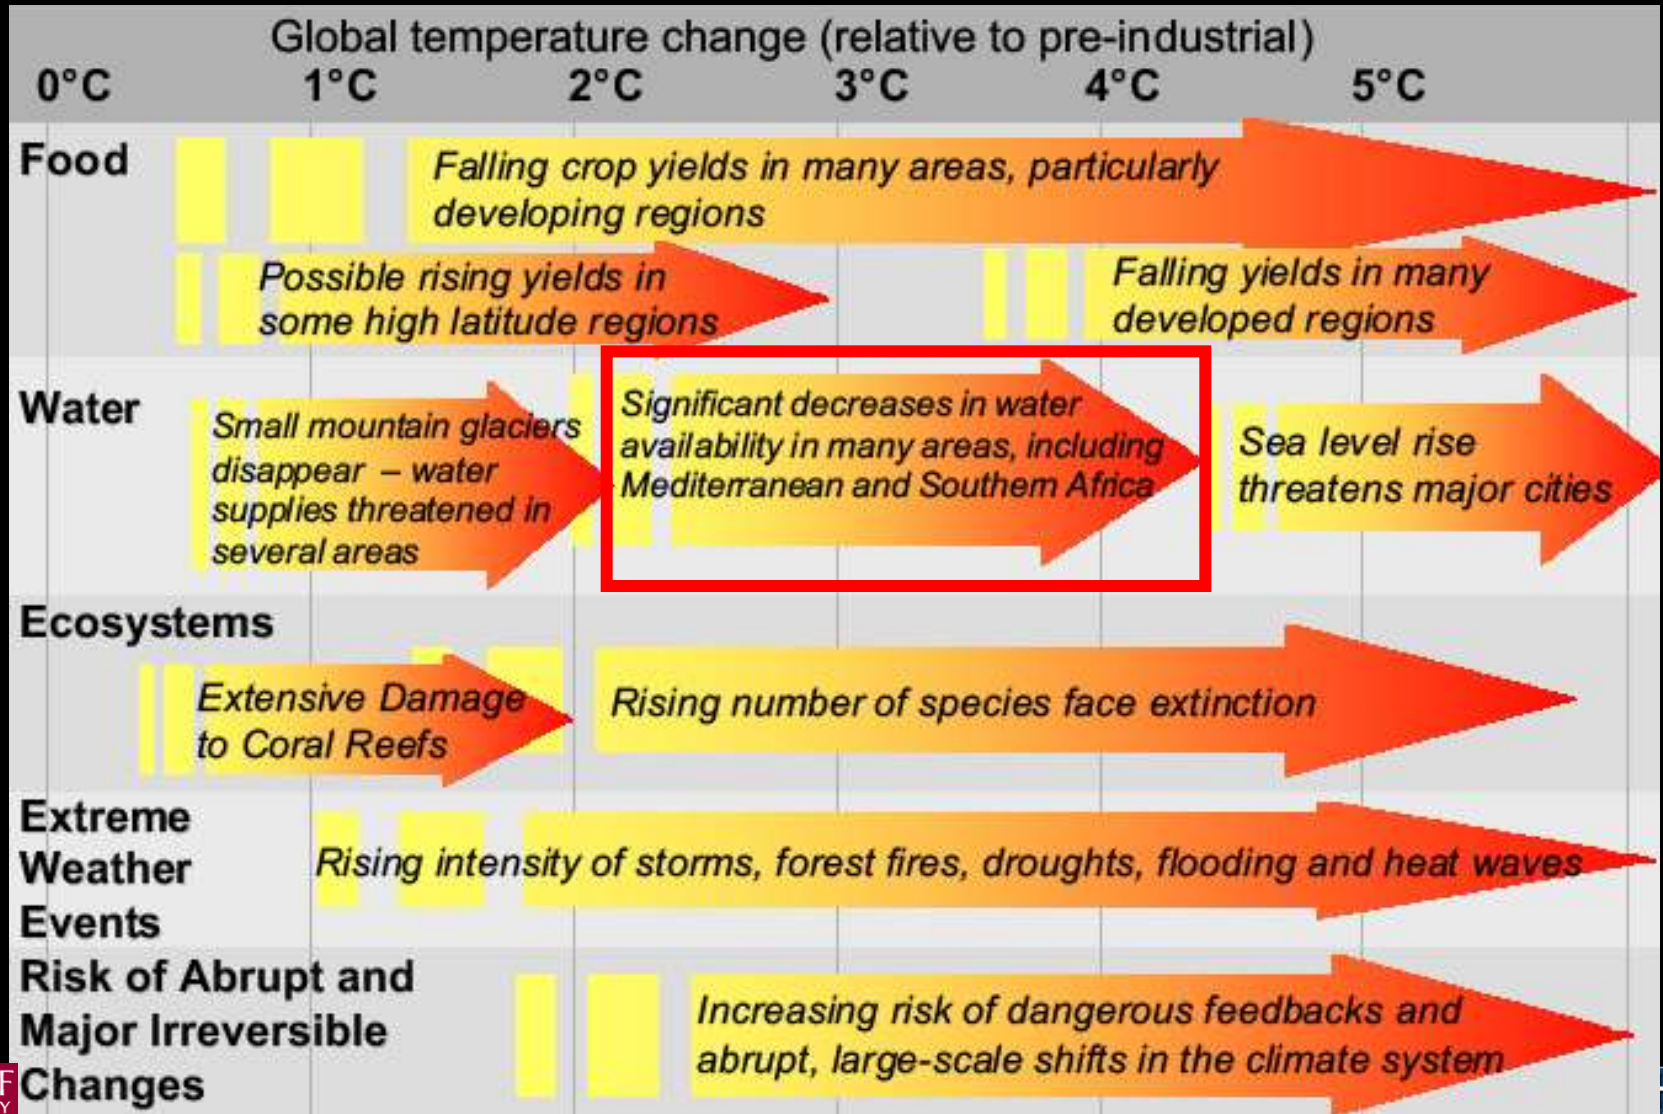 Global temperature change (relative to pre-industrial)
0°C 1°C 2°C 3°C 4°C 5°C
Food
Falling crop yields in many areas, particularly
developing regions
Possible rising yields in
some high latitude regions
Falling yields in many
developed regions
Water
Small mountain glaciers
disappear – water
supplies threatened in
several areas
Significant decreases in water
availability in many areas, including
Mediterranean and Southern Africa
Sea level rise
threatens major cities
Ecosystems
Extensive Damage
to Coral Reefs
Rising number of species face extinction
Extreme
Weather
Events
Rising intensity of storms, forest fires, droughts, flooding and heat waves
Risk of Abrupt and
Major Irreversible
Changes
Increasing risk of dangerous feedbacks and
abrupt, large-scale shifts in the climate system
F
Y